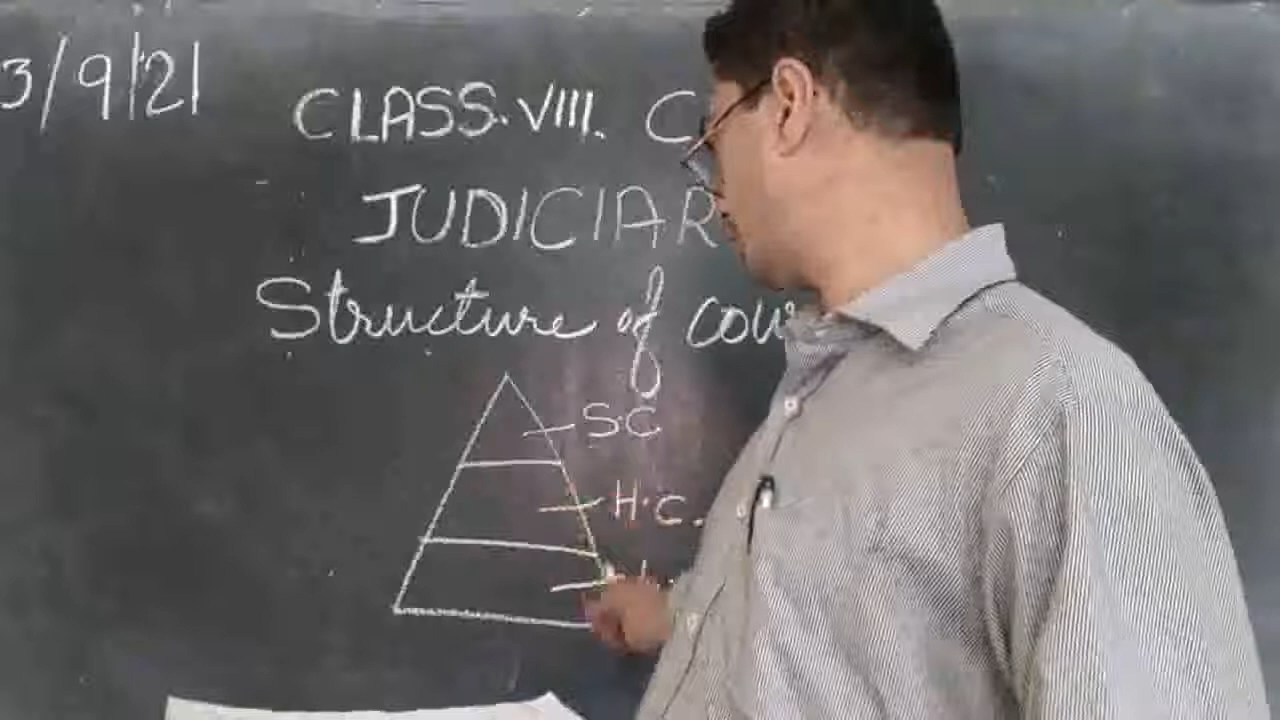 3/9/21
CLASS.VIII. C
JUDICIAR
Structure of cou
S.C
H.C.